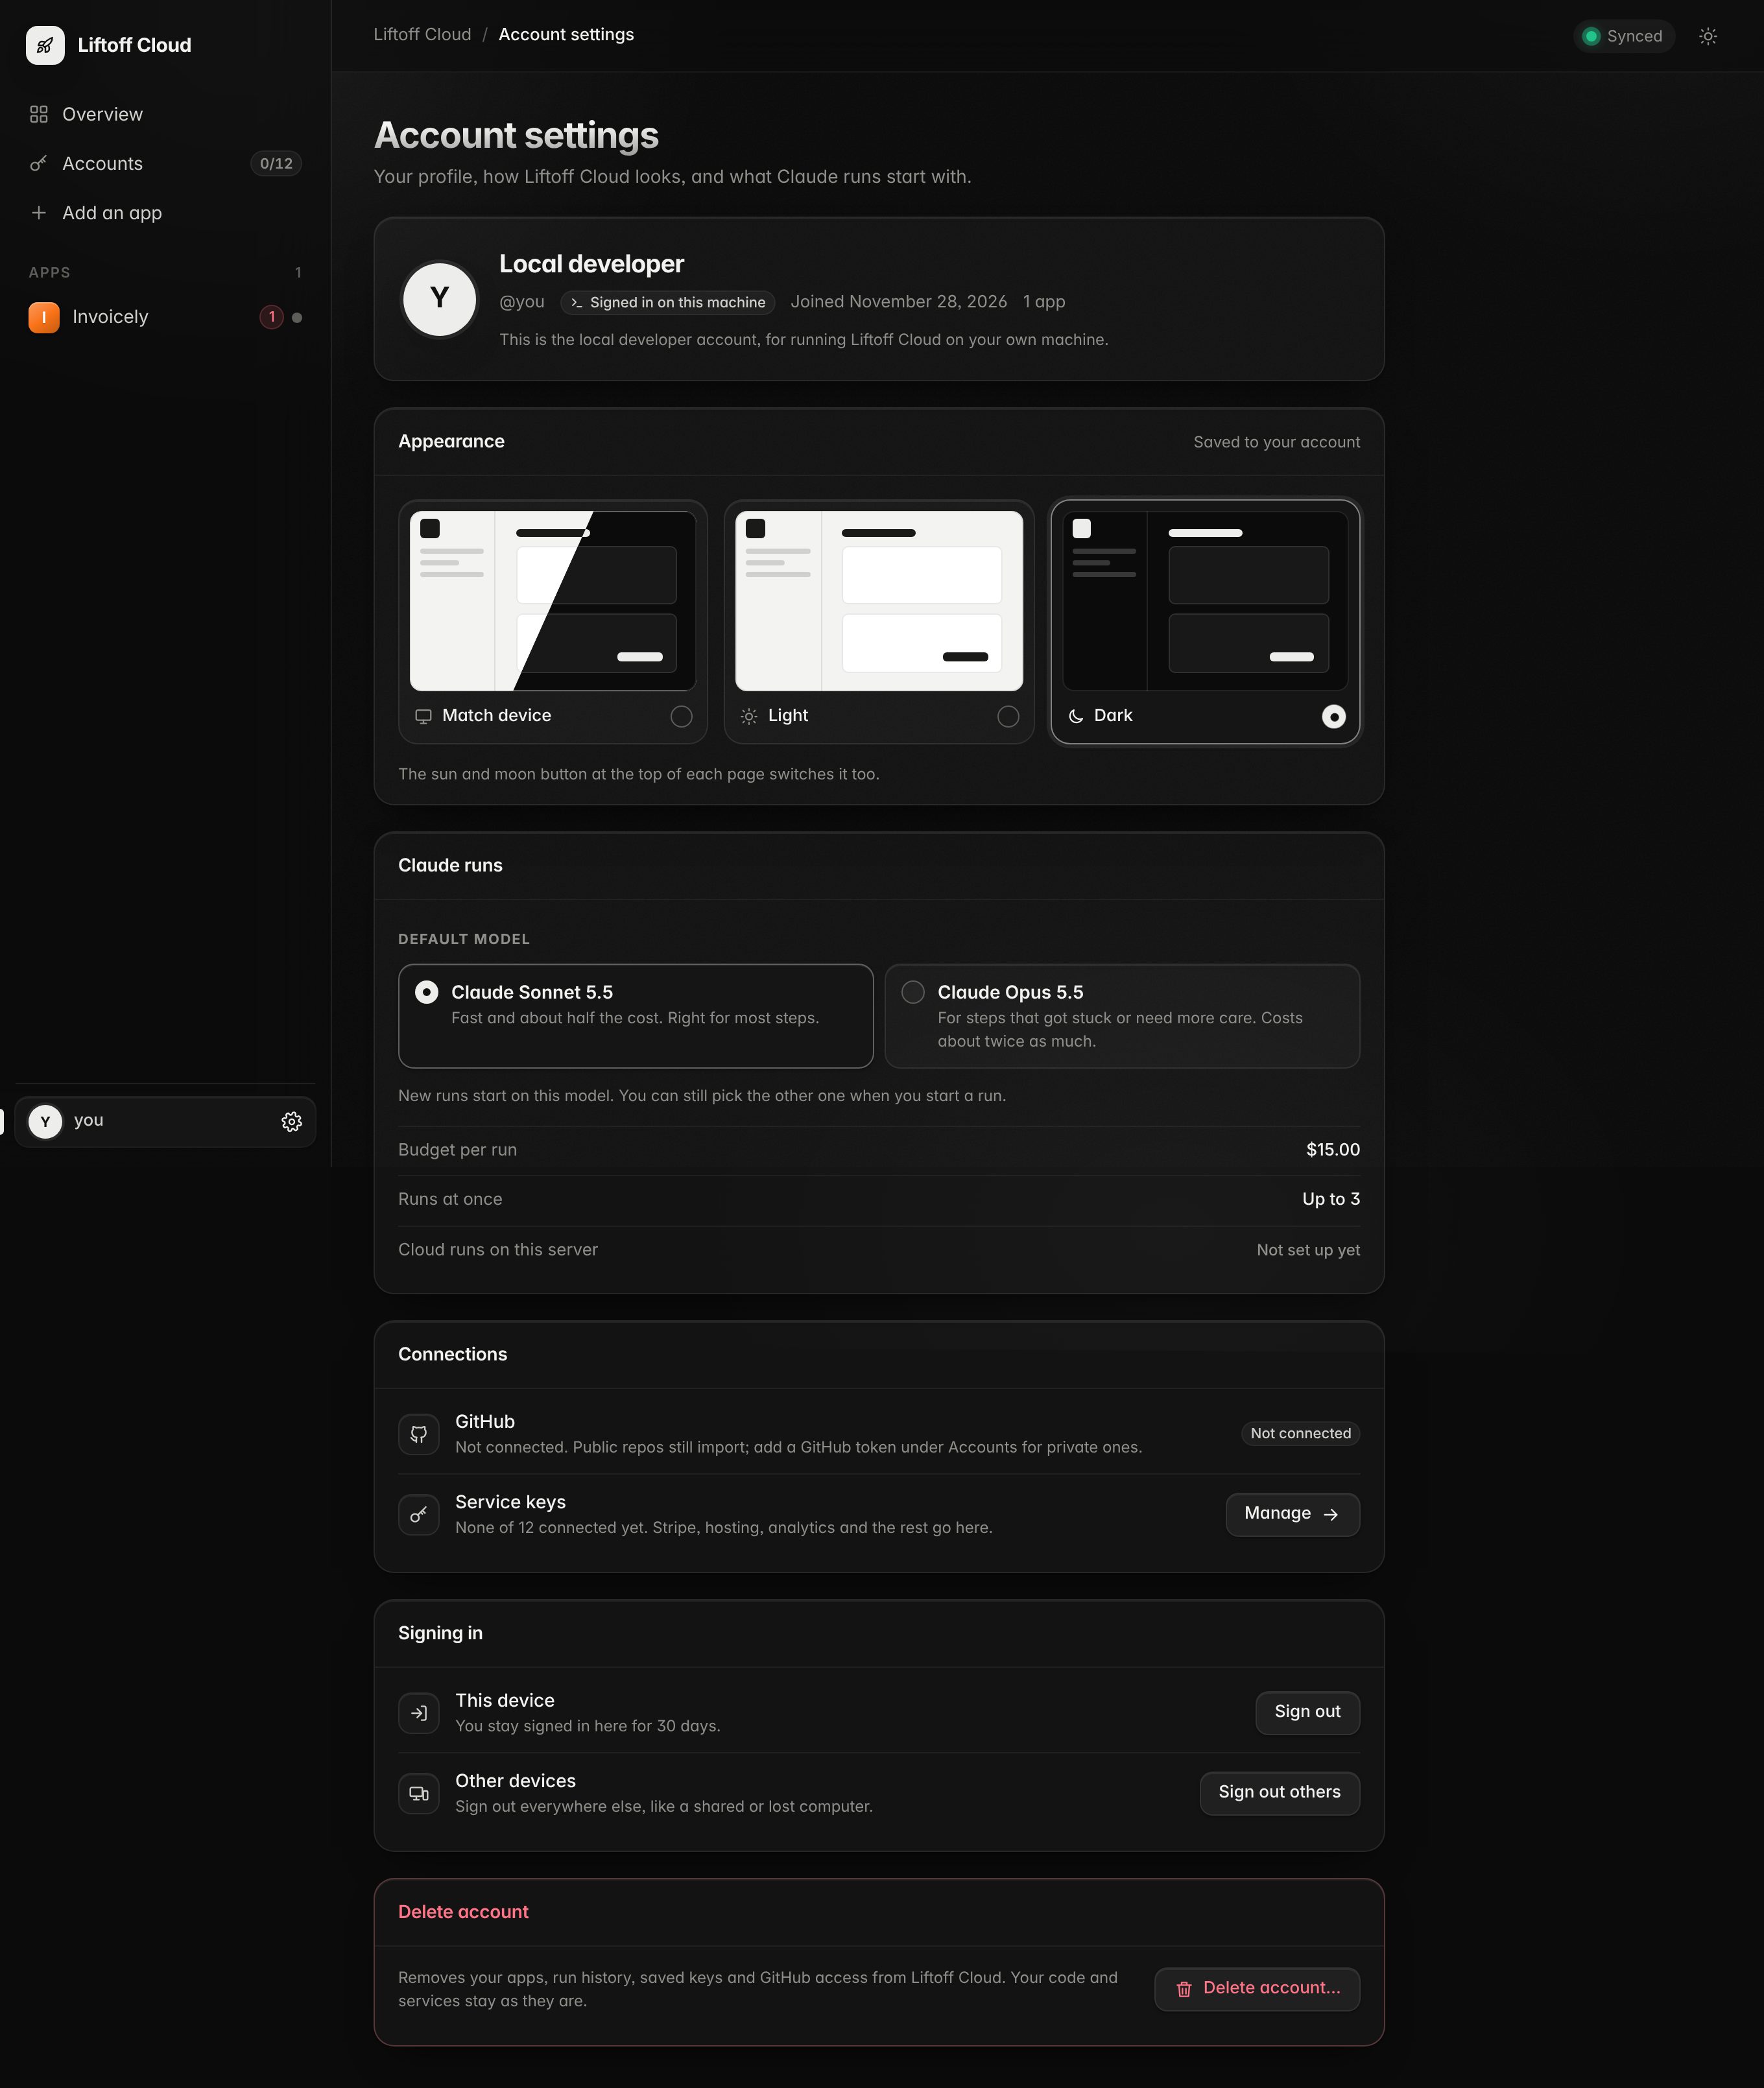 Liftoff Cloud
Overview
Accounts
0/12
Add an app
APPS
1
I
Invoicely
1
Y
you
Liftoff Cloud / Account settings
Synced
Account settings
Your profile, how Liftoff Cloud looks, and what Claude runs start with.
Y
Local developer
@you
Signed in on this machine
Joined November 28, 2026
1 app
This is the local developer account, for running Liftoff Cloud on your own machine.
Appearance
Saved to your account
Match device
Light
Dark
The sun and moon button at the top of each page switches it too.
Claude runs
DEFAULT MODEL
Claude Sonnet 5.5
Fast and about half the cost. Right for most steps.
Claude Opus 5.5
For steps that got stuck or need more care. Costs
about twice as much.
New runs start on this model. You can still pick the other one when you start a run.
Budget per run
$15.00
Runs at once
Up to 3
Cloud runs on this server
Not set up yet
Connections
GitHub
Not connected. Public repos still import; add a GitHub token under Accounts for private ones.
Not connected
Service keys
None of 12 connected yet. Stripe, hosting, analytics and the rest go here.
Manage
Signing in
This device
You stay signed in here for 30 days.
Sign out
Other devices
Sign out everywhere else, like a shared or lost computer.
Sign out others
Delete account
Removes your apps, run history, saved keys and GitHub access from Liftoff Cloud. Your code and
services stay as they are.
Delete account...